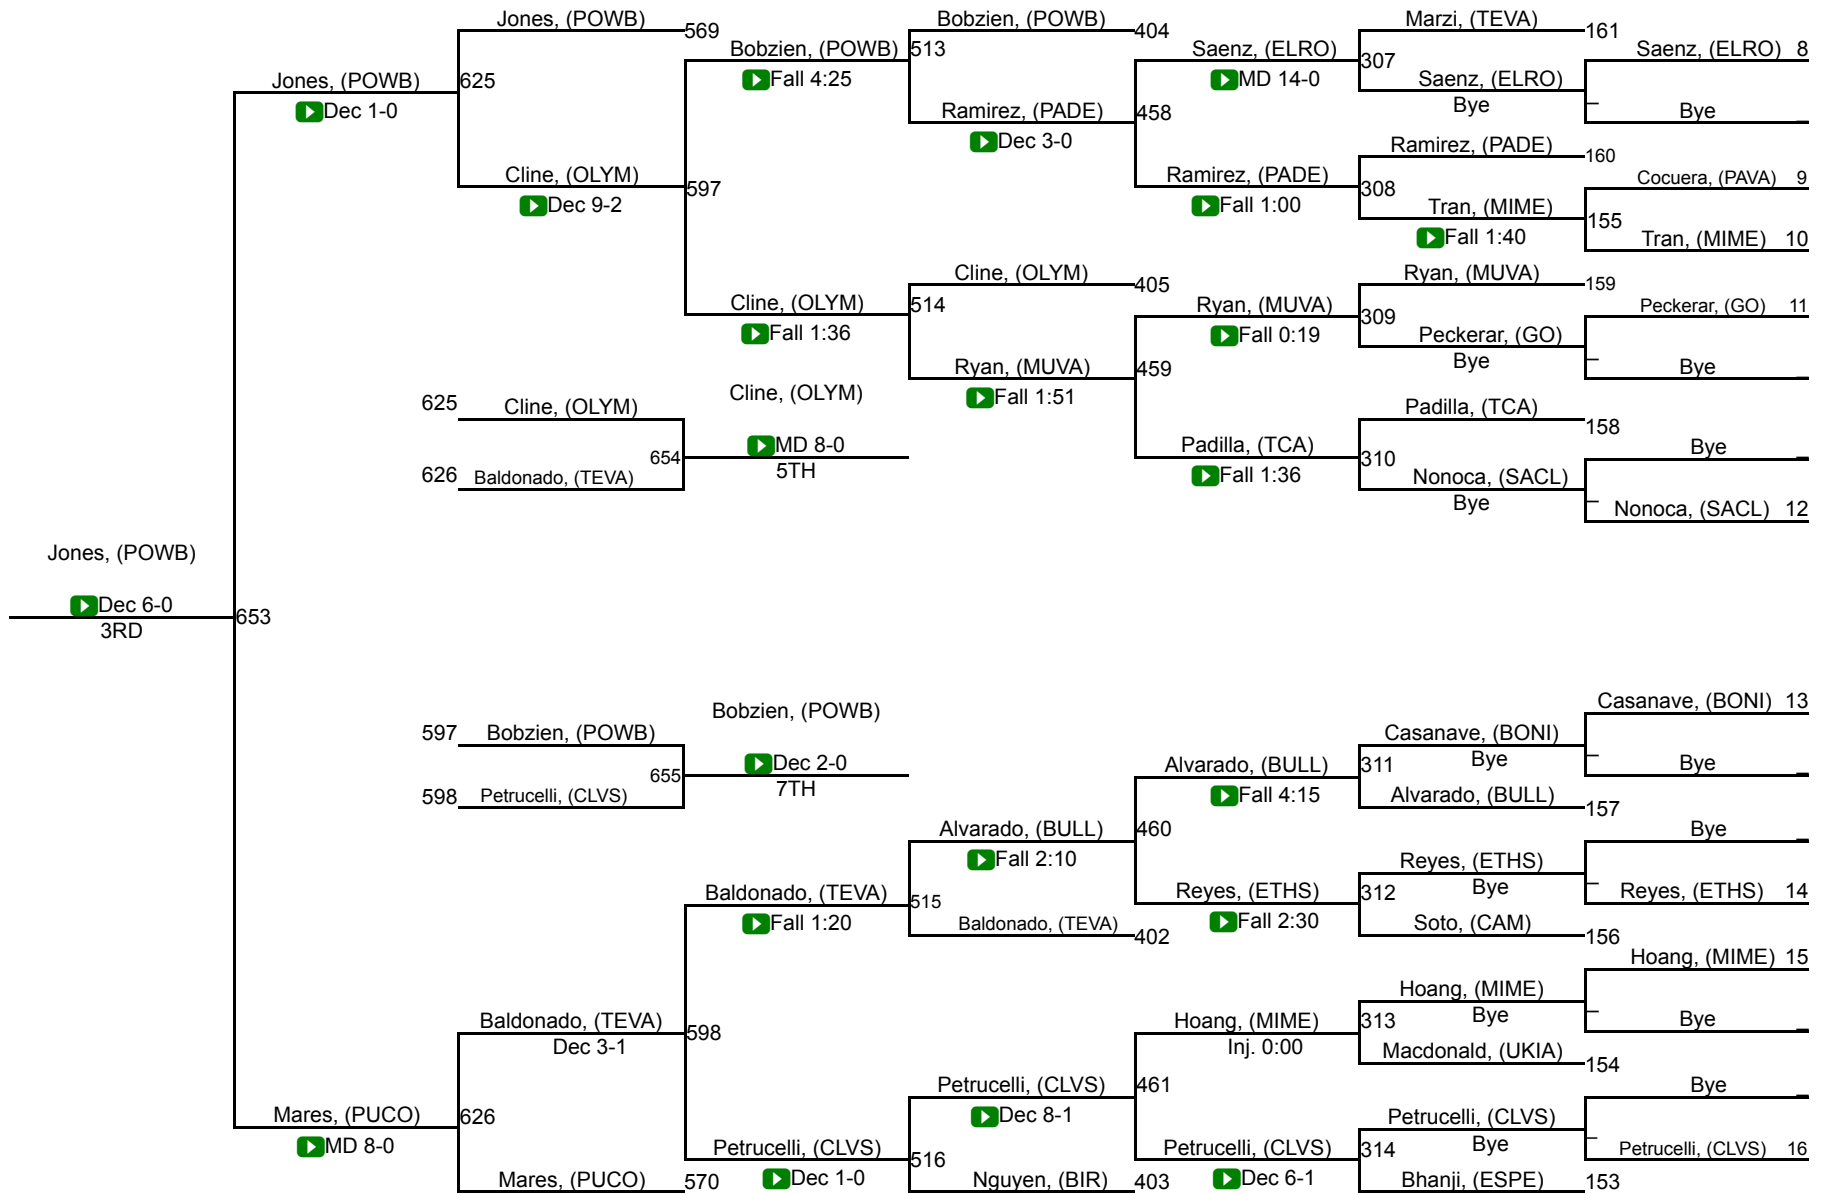 Jones, (POWB)
569
Bobzien, (POWB)
404
Marzi, (TEVA)
161
Bobzien, (POWB)
513
Saenz, (ELRO)
307
Saenz, (ELRO) 8
Jones, (POWB)
625
Fall 4:25
MD 14-0
Saenz, (ELRO)
Bye
Bye
Dec 1-0
Ramirez, (PADE)
458
Dec 3-0
Ramirez, (PADE)
160
Cline, (OLYM)
597
Ramirez, (PADE)
308
Cocuera, (PAVA) 9
Dec 9-2
Fall 1:00
Tran, (MIME)
155
Fall 1:40
Tran, (MIME) 10
Cline, (OLYM)
405
Ryan, (MUVA)
159
Cline, (OLYM)
514
Ryan, (MUVA)
309
Peckerar, (GO) 11
Fall 1:36
Fall 0:19
Peckerar, (GO)
Bye
Ryan, (MUVA)
459
Bye
Cline, (OLYM)
Fall 1:51
625
Cline, (OLYM)
Padilla, (TCA)
158
MD 8-0
Padilla, (TCA)
310
Bye
654
5TH
626
Baldonado, (TEVA)
Fall 1:36
Nonoca, (SACL)
Bye
Nonoca, (SACL) 12
Jones, (POWB)
Dec 6-0
653
3RD
Bobzien, (POWB)
Casanave, (BONI) 13
597
Bobzien, (POWB)
Casanave, (BONI)
Dec 2-0
Alvarado, (BULL)
311
Bye
Bye
655
7TH
598
Petrucelli, (CLVS)
Fall 4:15
Alvarado, (BULL)
157
Alvarado, (BULL)
460
Bye
Fall 2:10
Reyes, (ETHS)
Baldonado, (TEVA)
515
Reyes, (ETHS)
312
Bye
Reyes, (ETHS) 14
Fall 1:20
Baldonado, (TEVA)
402
Fall 2:30
Soto, (CAM)
156
Hoang, (MIME) 15
Hoang, (MIME)
Baldonado, (TEVA)
598
Hoang, (MIME)
313
Bye
Bye
Dec 3-1
Inj. 0:00
Macdonald, (UKIA)
154
Petrucelli, (CLVS)
461
Bye
Mares, (PUCO)
626
Dec 8-1
Petrucelli, (CLVS)
MD 8-0
Petrucelli, (CLVS)
516
Petrucelli, (CLVS)
314
Bye
Petrucelli, (CLVS) 16
Mares, (PUCO)
570
Dec 1-0
Nguyen, (BIR)
403
Dec 6-1
Bhanji, (ESPE)
153